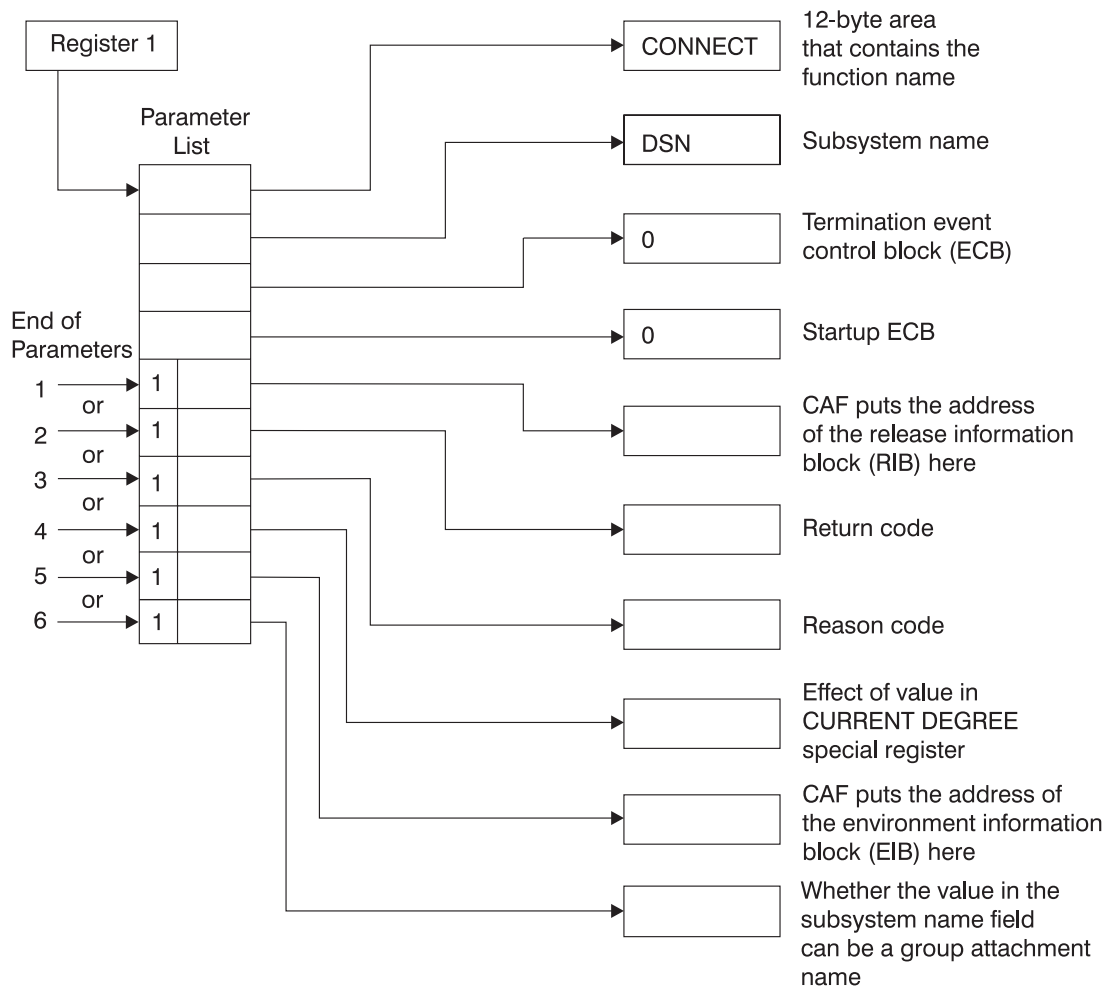 Register 1
Parameter
List
End of
Parameters
1
or
2
or
3
or
4
or
5
or
6
1
1
1
1
1
1
CONNECT
12-byte area
that contains the
function name
DSN
Subsystem name
0
Termination event
control block (ECB)
0
Startup ECB
CAF puts the address
of the release information
block (RIB) here
Return code
Reason code
Effect of value in
CURRENT DEGREE
special register
CAF puts the address of
the environment information
block (EIB) here
Whether the value in the
subsystem name field
can be a group attachment
name